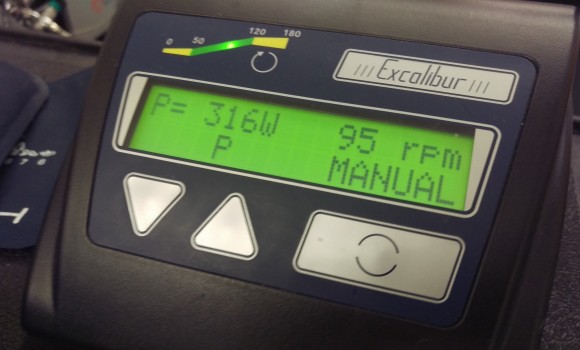 0 50 120 180
Excalibur
P= 316W 95 rpm
P MANUAL